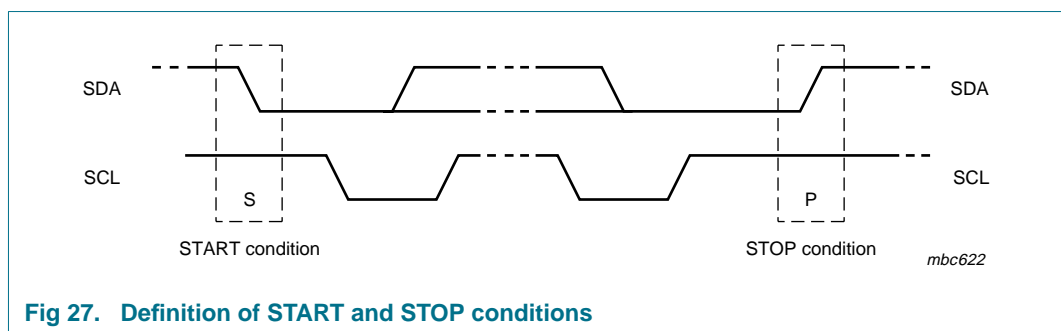 SDA
SDA
SCL
SCL
S
P
START condition
STOP condition
mbc622
Fig 27. Definition of START and STOP conditions